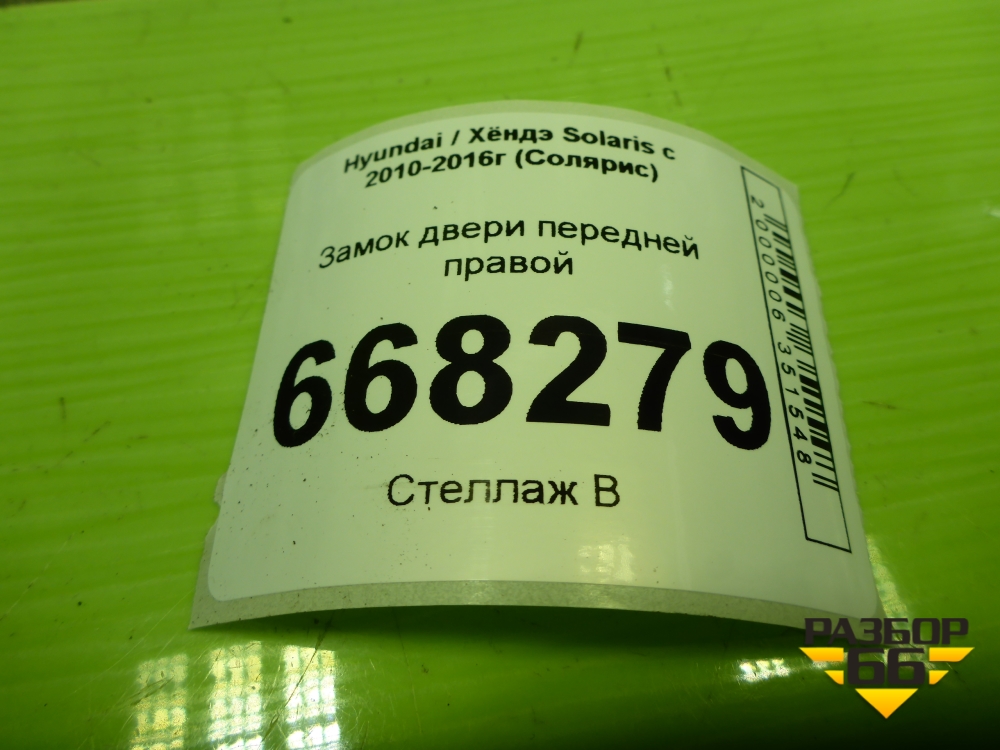 Hyundai / Хёндэ Solaris с
2010-2016г (Солярис)
Замок двери передней
правой
668279
Стеллаж В
2000006351548
РАЗБОР
66